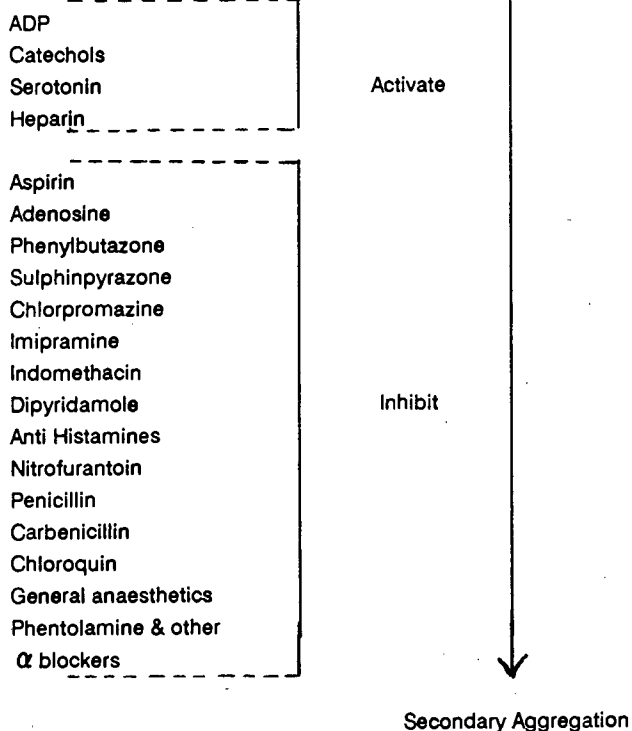 ADP
Catechols
Serotonin
Heparin
Activate
Aspirin
Adenosine
Phenylbutazone
Sulphinpyrazone
Chlorpromazine
Imipramine
Indomethacin
Dipyridamole
Anti Histamines
Nitrofurantoin
Penicillin
Carbenicillin
Chloroquin
General anaesthetics
Phentolamine & other
α blockers
Inhibit
Secondary Aggregation